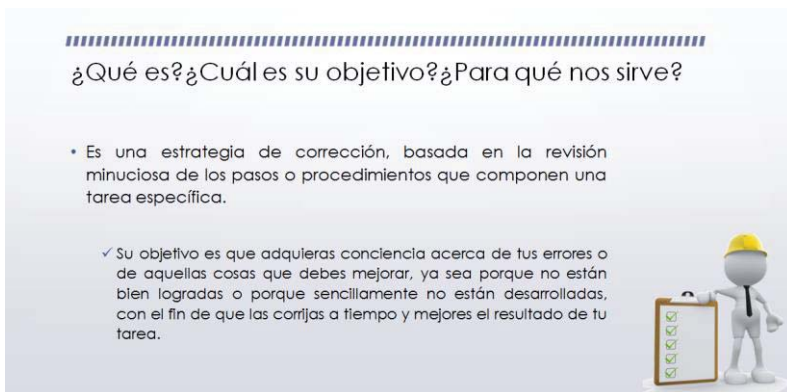 ¿Qué es?¿Cuál es su objetivo?¿Para qué nos sirve?
• Es una estrategia de corrección, basada en la revisión
minuciosa de los pasos o procedimientos que componen una
tarea específica.
✓ Su objetivo es que adquieras conciencia acerca de tus errores o
de aquellas cosas que debes mejorar, ya sea porque no están
bien logradas o porque sencillamente no están desarrolladas,
con el fin de que las corrijas a tiempo y mejores el resultado de tu
tarea.